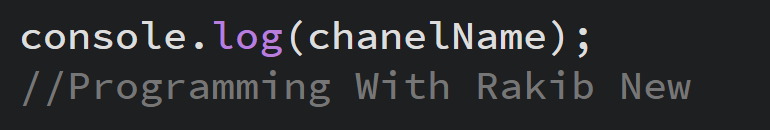 console.log(chanelName);
//Programming With Rakib New